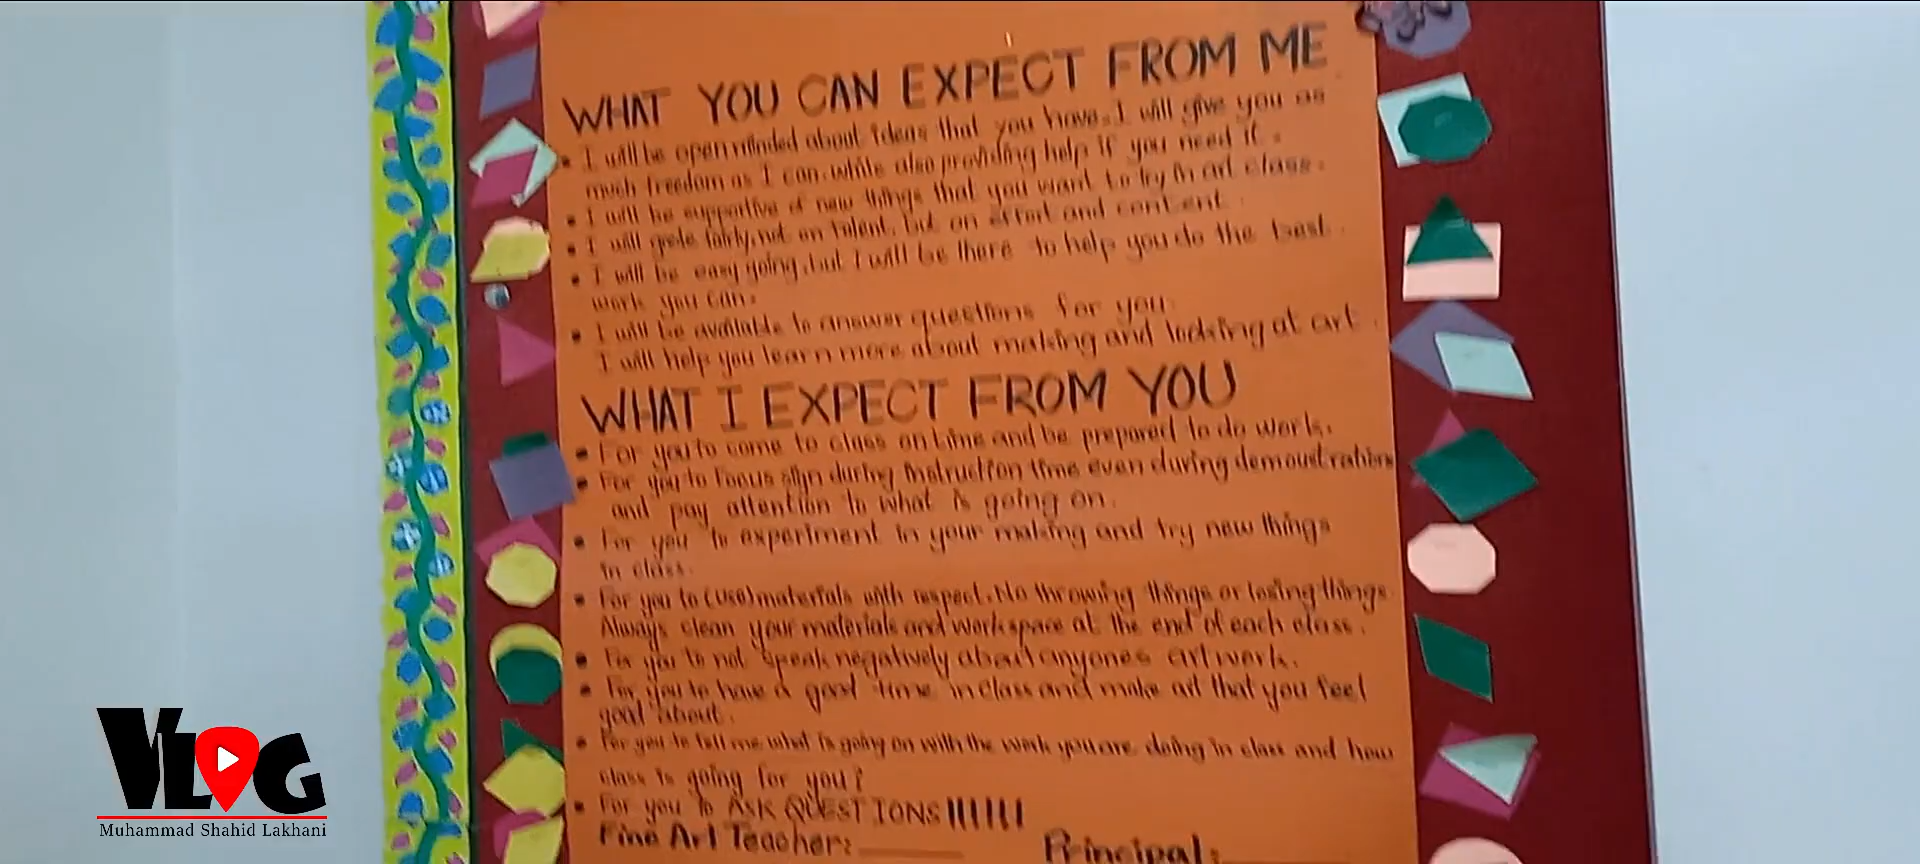 WHAT YOU CAN EXPECT FROM ME
• I will be openminded about ideas that you have. I will give you as
much freedom as I can. while also providing help if you need it.
• I will be supportive of new things that you want to try in art class.
• I will grade fairly, not on talent, but on effort and content.
• I will be easy going, but I will be there to help you do the best
work you can.
• I will be available to answer questions for you.
I will help you learn more about making and looking at art.
WHAT I EXPECT FROM YOU
• For you to come to class on time and be prepared to do work.
• For you to focus during instruction time even during demoustrations
and pay attention to what is going on.
• For you to experiment in your making and try new things
in class.
• For you to (use) materials with respect. No throwing things or losing things
Always clean your materials and work space at the end of each class.
• For you to not speak negatively about anyones artwork.
• For you to have a good time in class and make art that you feel
good about.
• For you to tell me what is going on with the work you are doing in class and how
class is going for you?
• For you to ASK QUESTIONS !!!!!!
Fine Art Teacher: ______ Principal: ______
VLOG
Muhammad Shahid Lakhani